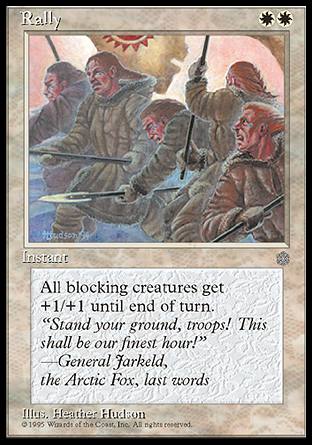 Rally
Hudson94
Instant
All blocking creatures get
+1/+1 until end of turn.
“Stand your ground, troops! This
shall be our finest hour!”
—General Jarkeld,
the Arctic Fox, last words
Illus. Heather Hudson
©1995 Wizards of the Coast, Inc. All rights reserved.